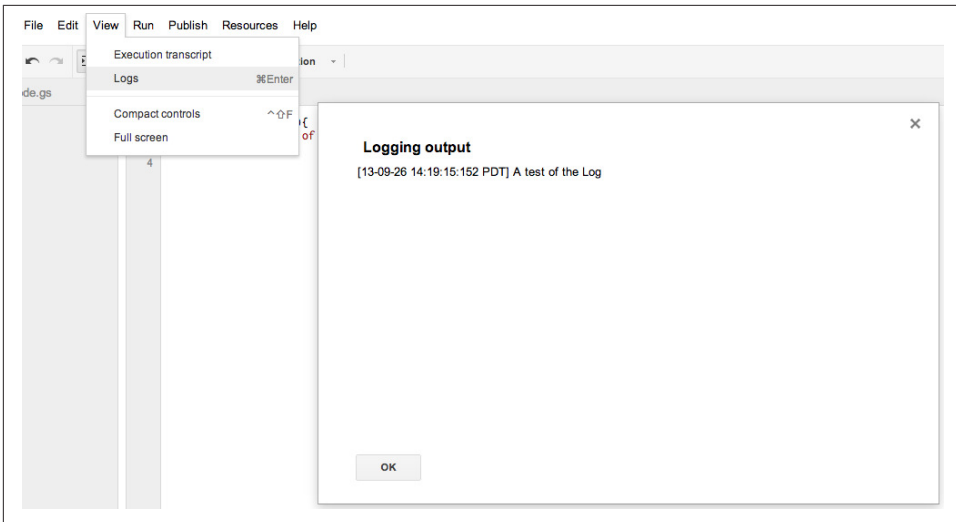 File Edit View Run Publish Resources Help
Execution transcript
Logs ⌘Enter
Compact controls ^⇧F
Full screen
ion
de.gs
){
of
4
Logging output
[13-09-26 14:19:15:152 PDT] A test of the Log
OK